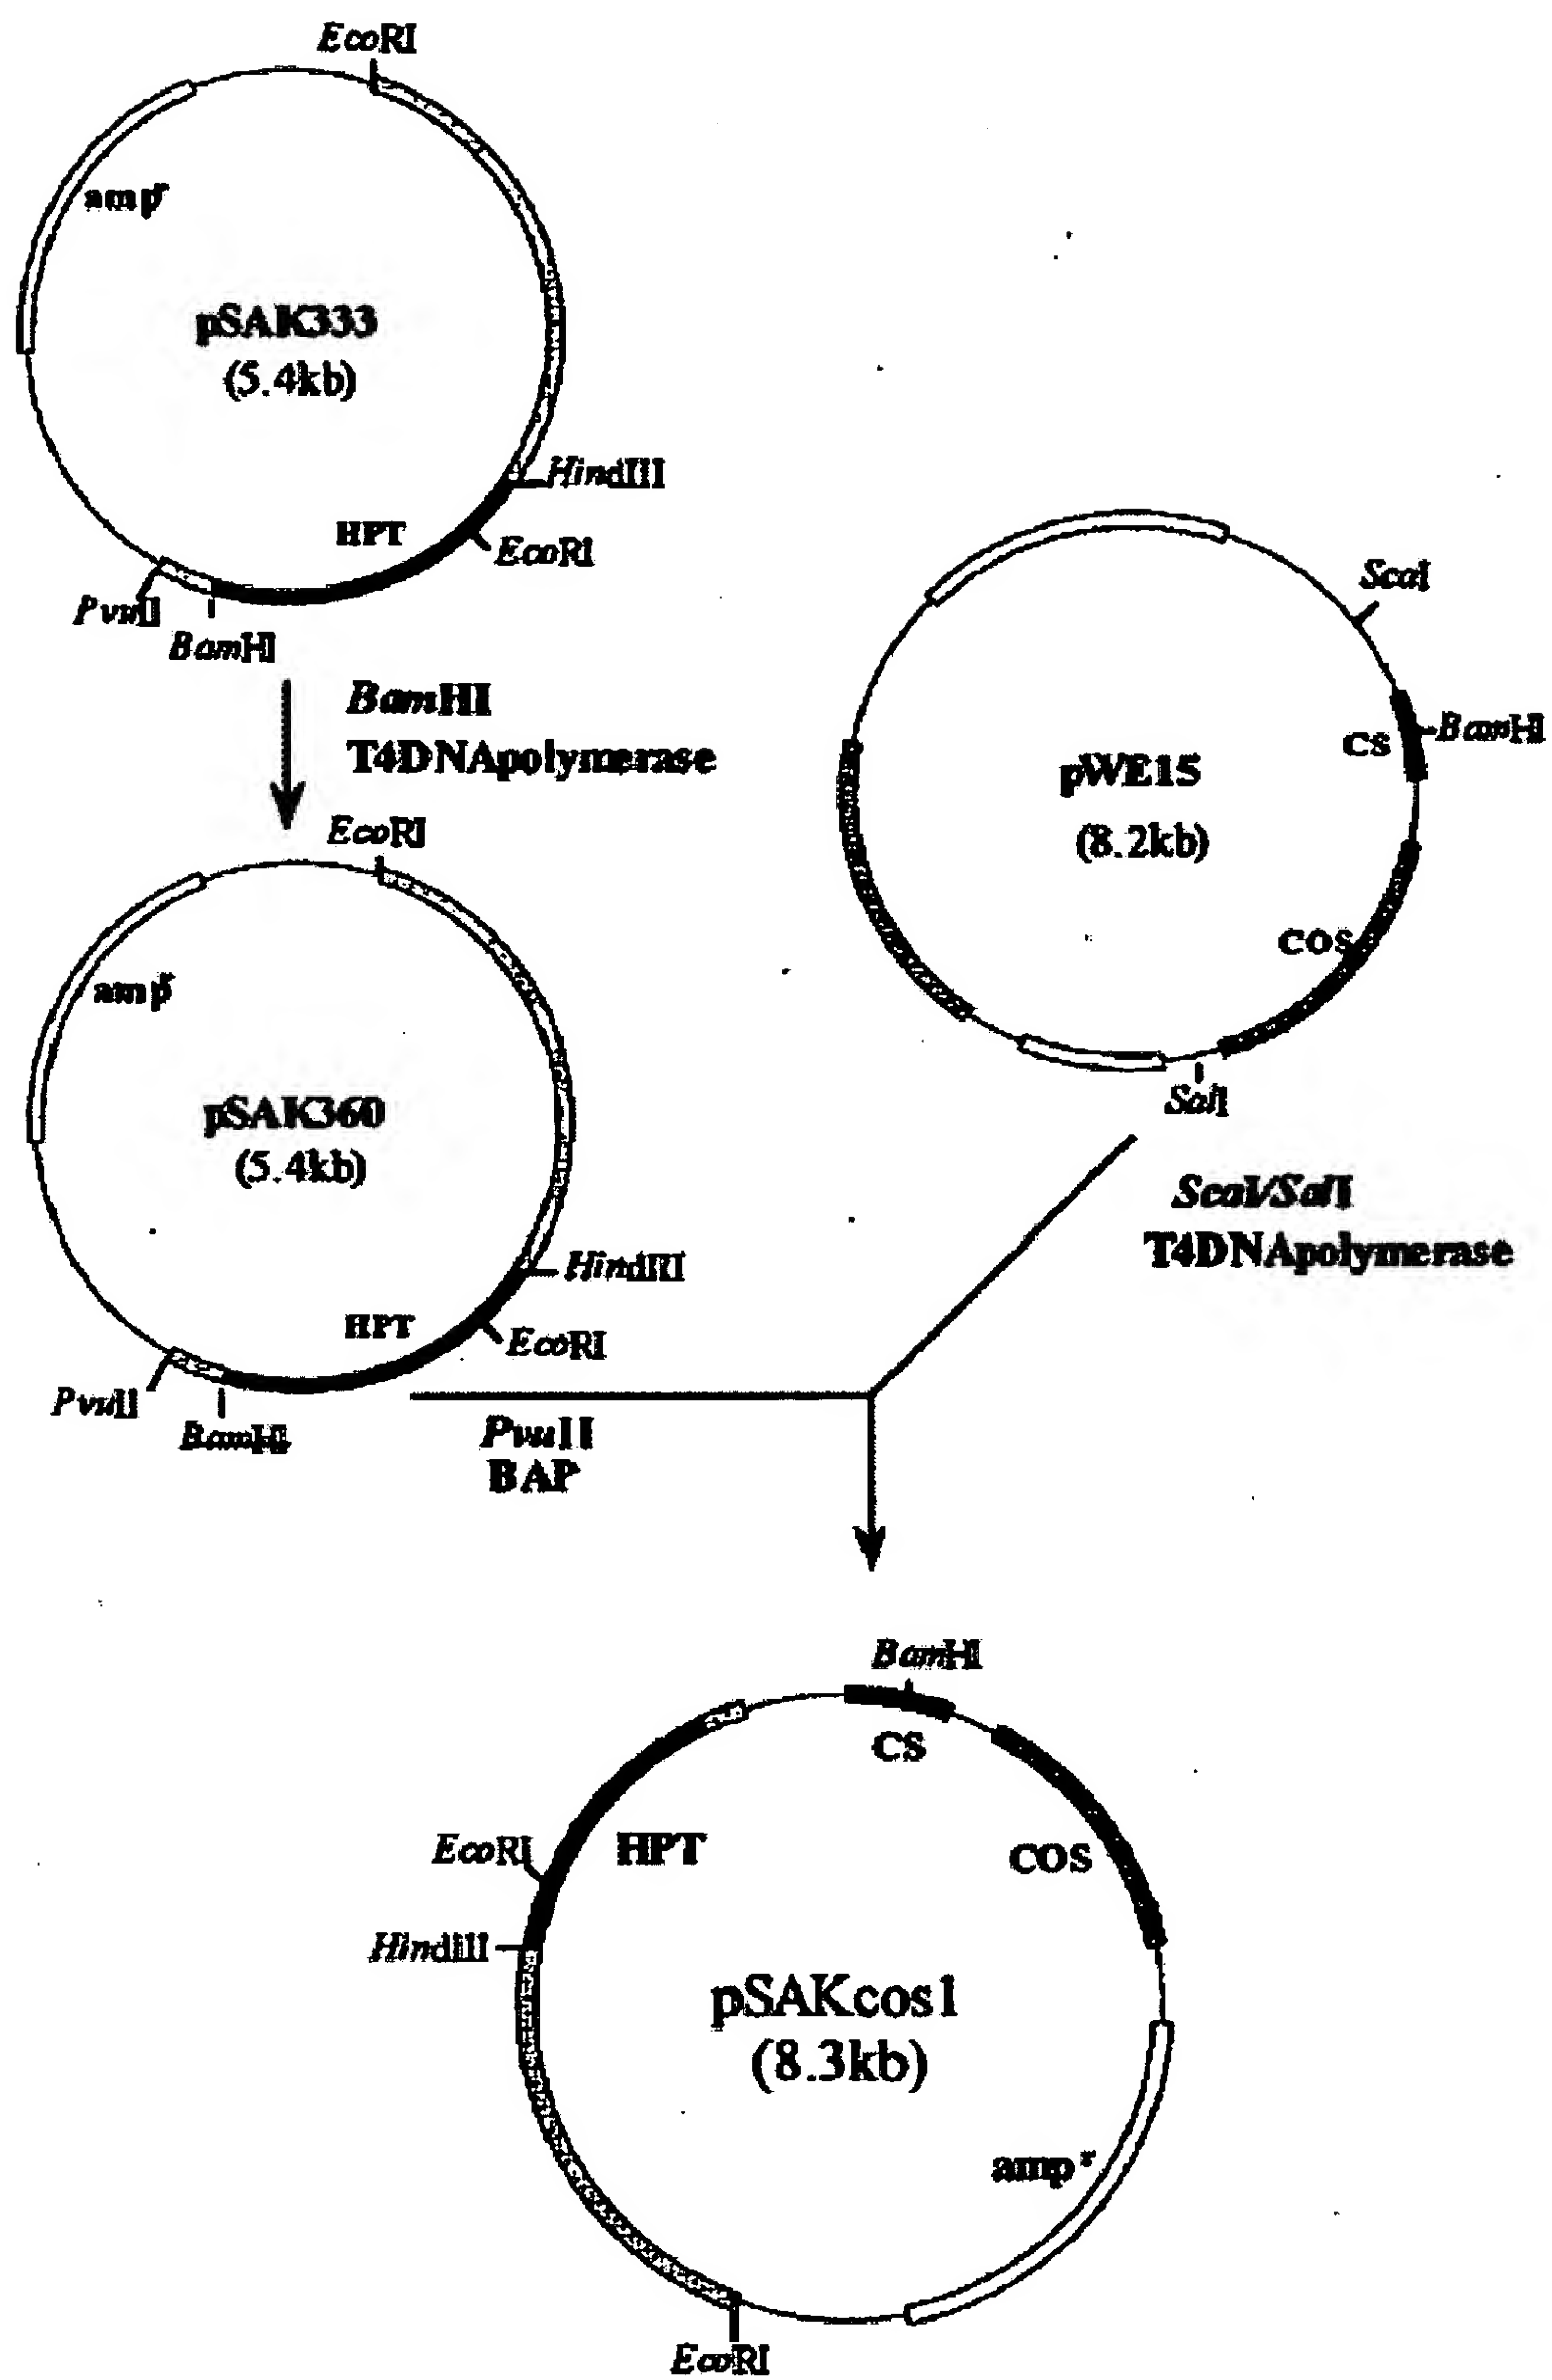 EcoRI
ampr
pSAK333
(5.4kb)
HindIII
HPT
EcoRI
PvuII
BamHI
BamHI
T4DNApolymerase
ScaI
BamHI
CS
pWE15
(8.2kb)
COS
SalI
EcoRI
ampr
pSAK360
(5.4kb)
HindIII
HPT
EcoRI
PvuII
BamHI
ScaI/SalI
T4DNApolymerase
PvuII
BAP
BamHI
CS
EcoRI
HPT
COS
HindIII
pSAKcos1
(8.3kb)
ampr
EcoRI